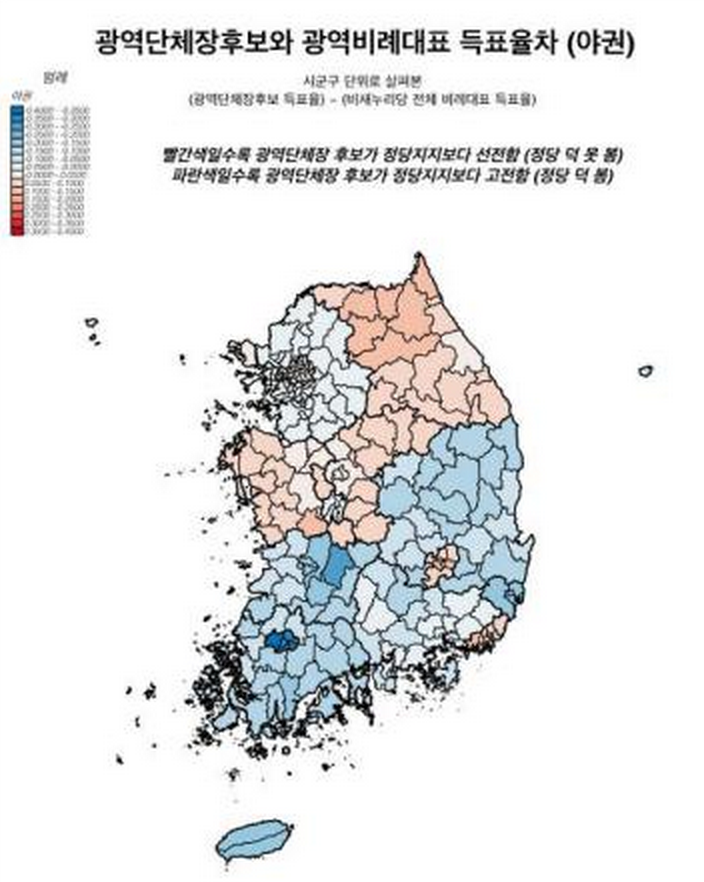 광역단체장후보와 광역비례대표 득표율차 (야권)
범례
시군구 단위로 살펴본
야권
(광역단체장후보 득표율) - (비새누리당 전체 비례대표 득표율)
빨간색일수록 광역단체장 후보가 정당지지보다 선전함 (정당 덕 못 봄)
파란색일수록 광역단체장 후보가 정당지지보다 고전함 (정당 덕 봄)